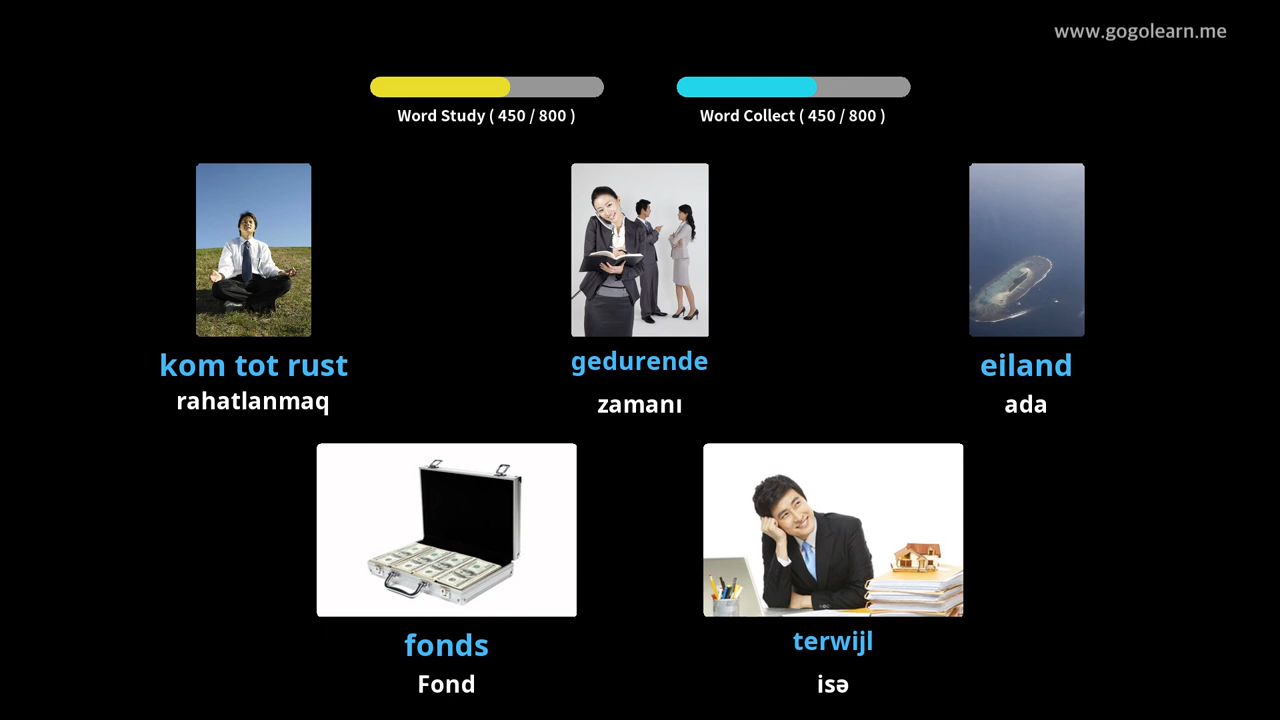 www.gogolearn.me
Word Study ( 450 / 800 )
Word Collect ( 450 / 800 )
kom tot rust
rahatlanmaq
gedurende
zamanı
eiland
ada
fonds
Fond
terwijl
isə